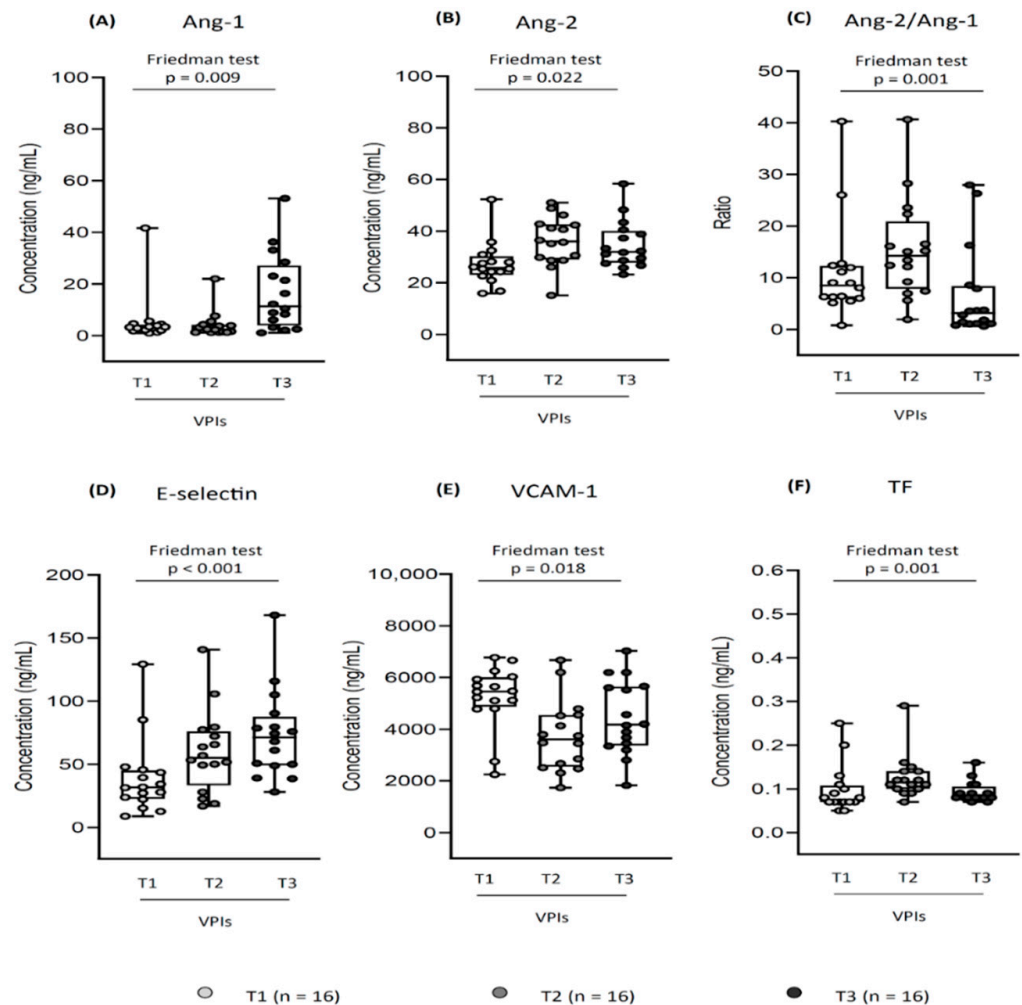 (A) Ang-1
Friedman test
p = 0.009
Concentration (ng/mL)
100
80
60
40
20
0
T1 T2 T3
VPIs
(B) Ang-2
Friedman test
p = 0.022
Concentration (ng/mL)
100
80
60
40
20
0
T1 T2 T3
VPIs
(C) Ang-2/Ang-1
Friedman test
p = 0.001
Ratio
50
40
30
20
10
0
T1 T2 T3
VPIs
(D) E-selectin
Friedman test
p < 0.001
Concentration (ng/mL)
200
150
100
50
0
T1 T2 T3
VPIs
(E) VCAM-1
Friedman test
p = 0.018
Concentration (ng/mL)
10,000
8000
6000
4000
2000
0
T1 T2 T3
VPIs
(F) TF
Friedman test
p = 0.001
Concentration (ng/mL)
0.6
0.5
0.4
0.3
0.2
0.1
0.0
T1 T2 T3
VPIs
T1 (n = 16) T2 (n = 16) T3 (n = 16)